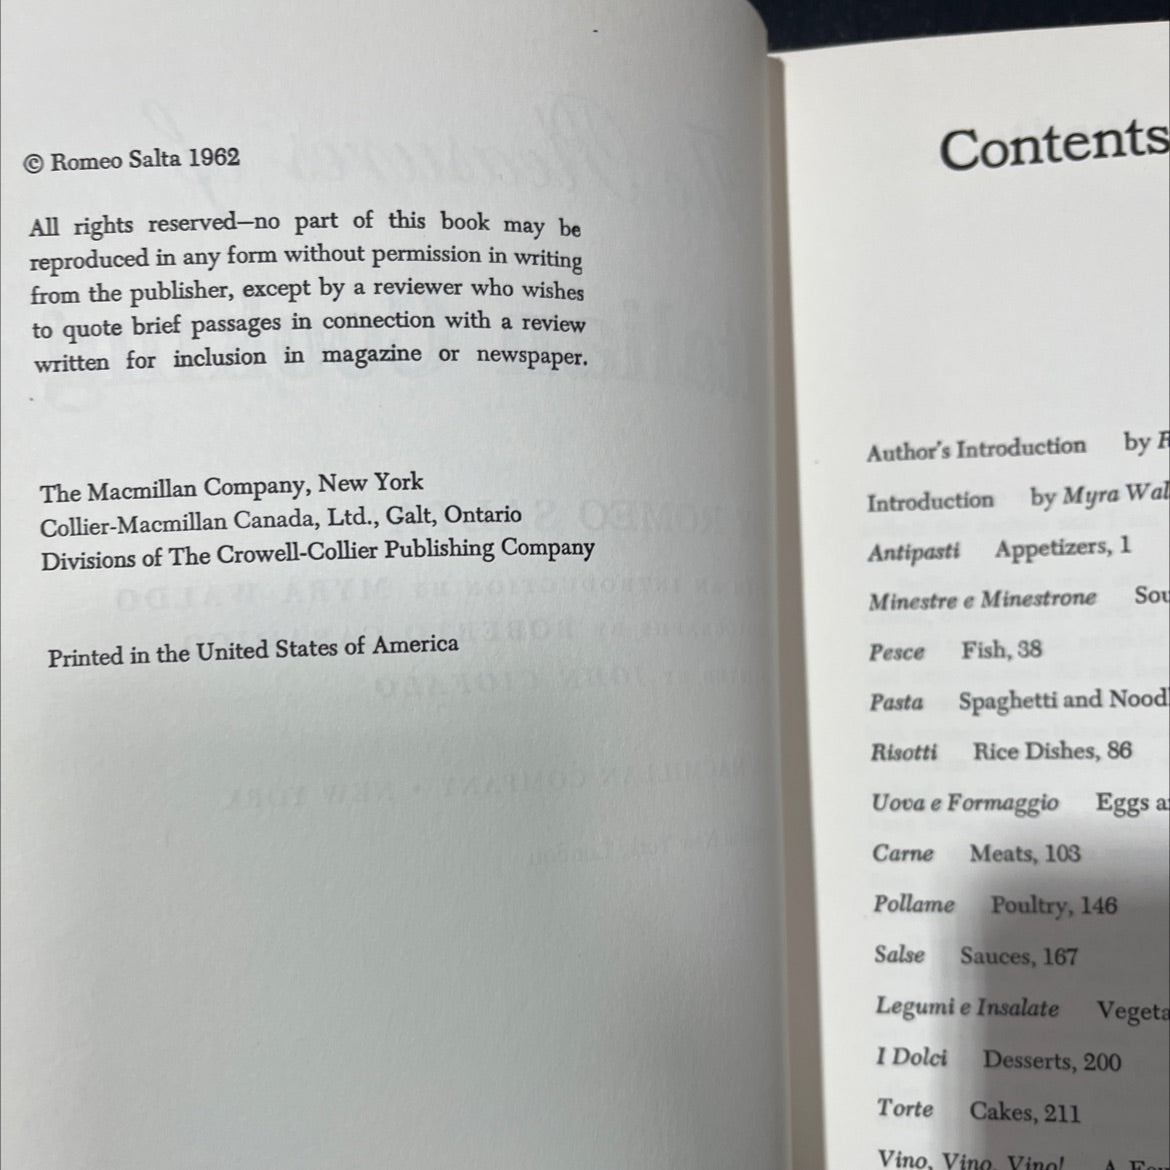 © Romeo Salta 1962
All rights reserved—no part of this book may be
reproduced in any form without permission in writing
from the publisher, except by a reviewer who wishes
to quote brief passages in connection with a review
written for inclusion in magazine or newspaper.
The Macmillan Company, New York
Collier-Macmillan Canada, Ltd., Galt, Ontario
Divisions of The Crowell-Collier Publishing Company
Printed in the United States of America
Contents
Author's Introduction by
Introduction by Myra Wal
Antipasti Appetizers, 1
Minestre e Minestrone Sou
Pesce Fish, 38
Pasta Spaghetti and Nood
Risotti Rice Dishes, 86
Uova e Formaggio Eggs a
Carne Meats, 103
Pollame Poultry, 146
Salse Sauces, 167
Legumi e Insalate Vegeta
I Dolci Desserts, 200
Torte Cakes, 211
Vino, Vino, Vino! A